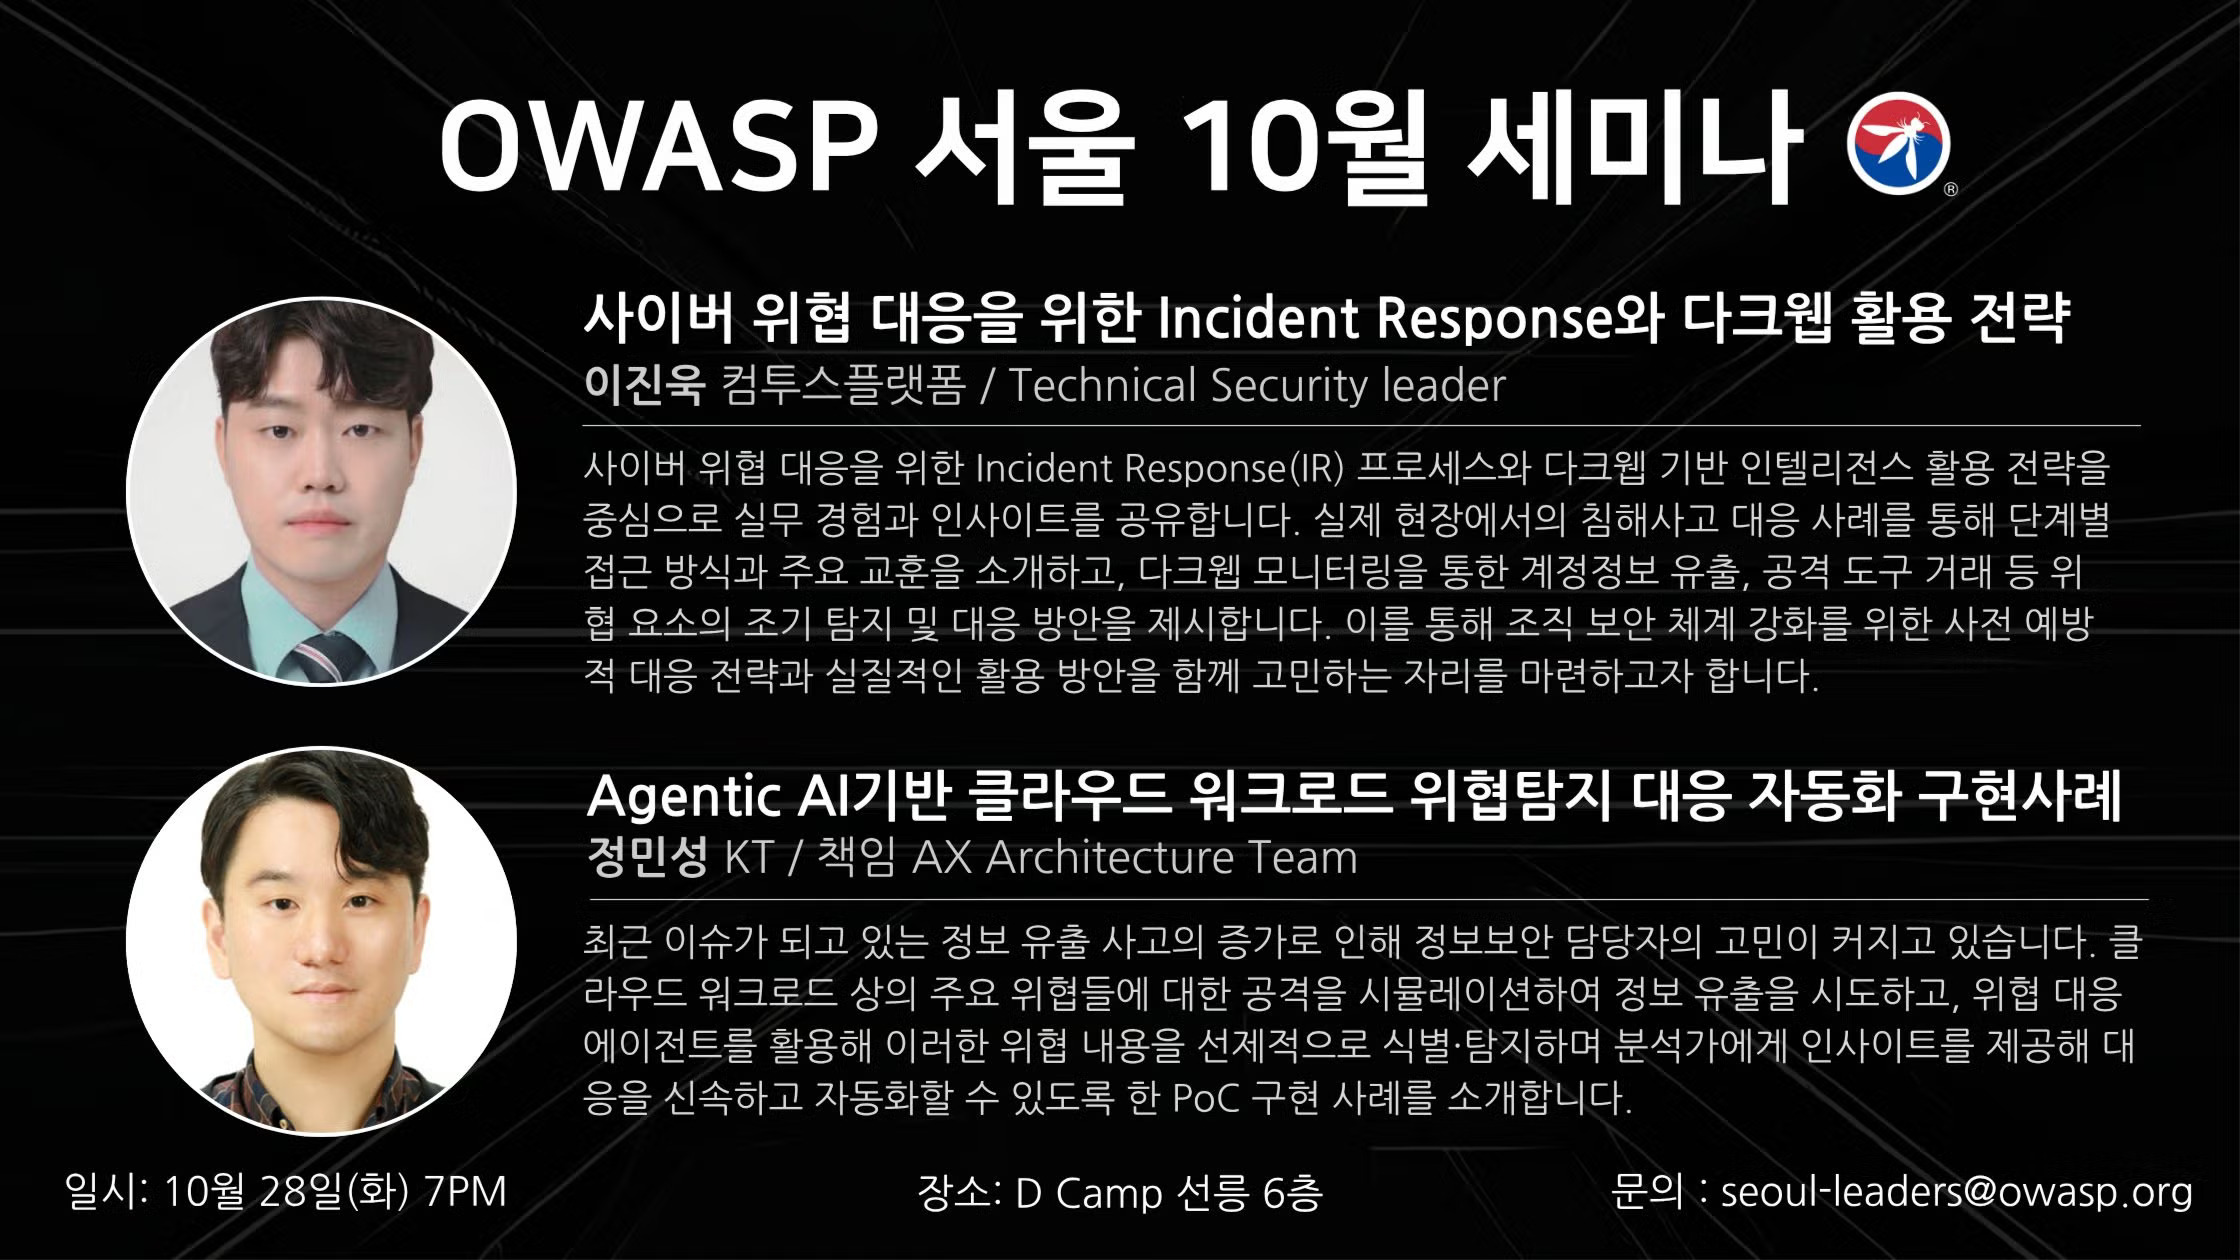 OWASP 서울 10월 세미나
®
사이버 위협 대응을 위한 Incident Response와 다크웹 활용 전략
이진욱 컴투스플랫폼 / Technical Security leader
사이버 위협 대응을 위한 Incident Response(IR) 프로세스와 다크웹 기반 인텔리전스 활용 전략을
중심으로 실무 경험과 인사이트를 공유합니다. 실제 현장에서의 침해사고 대응 사례를 통해 단계별
접근 방식과 주요 교훈을 소개하고, 다크웹 모니터링을 통한 계정정보 유출, 공격 도구 거래 등 위
협 요소의 조기 탐지 및 대응 방안을 제시합니다. 이를 통해 조직 보안 체계 강화를 위한 사전 예방
적 대응 전략과 실질적인 활용 방안을 함께 고민하는 자리를 마련하고자 합니다.
Agentic AI기반 클라우드 워크로드 위협탐지 대응 자동화 구현사례
정민성 KT / 책임 AX Architecture Team
최근 이슈가 되고 있는 정보 유출 사고의 증가로 인해 정보보안 담당자의 고민이 커지고 있습니다. 클
라우드 워크로드 상의 주요 위협들에 대한 공격을 시뮬레이션하여 정보 유출을 시도하고, 위협 대응
에이전트를 활용해 이러한 위협 내용을 선제적으로 식별·탐지하며 분석가에게 인사이트를 제공해 대
응을 신속하고 자동화할 수 있도록 한 PoC 구현 사례를 소개합니다.
일시: 10월 28일(화) 7PM
장소: D Camp 선릉 6층
문의 : seoul-leaders@owasp.org